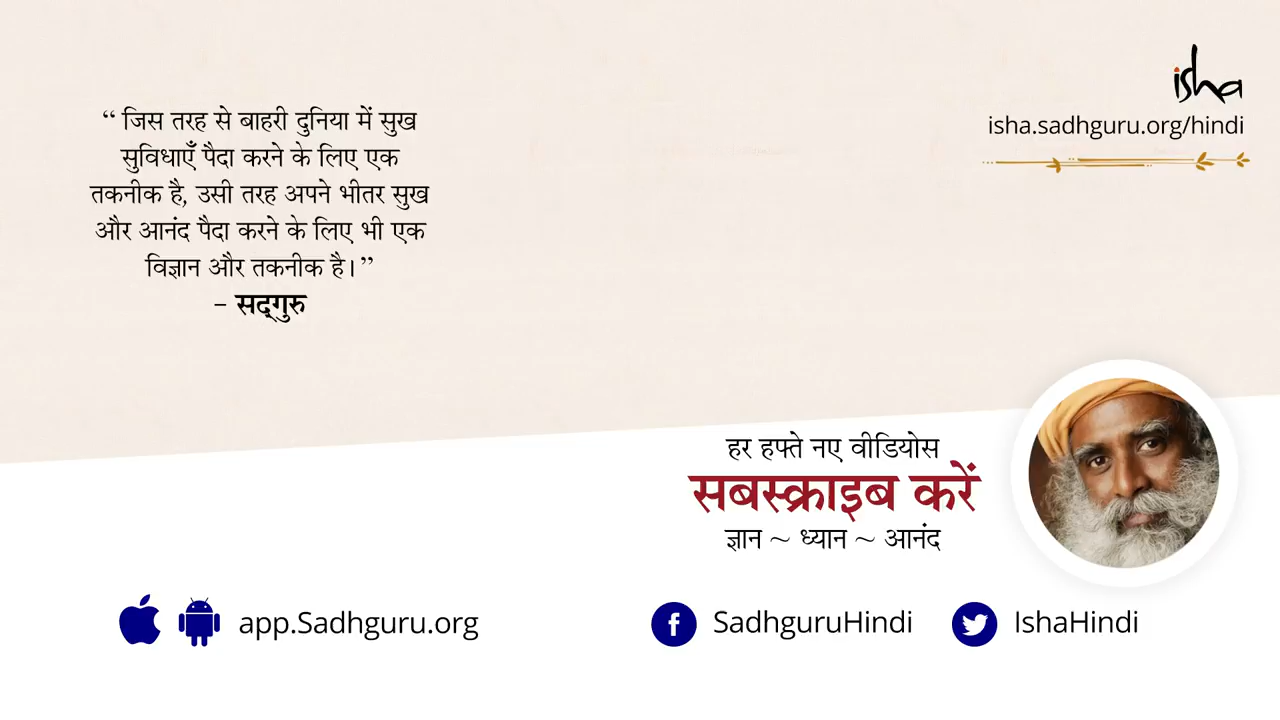 “ जिस तरह से बाहरी दुनिया में सुख
सुविधाएँ पैदा करने के लिए एक
तकनीक है, उसी तरह अपने भीतर सुख
और आनंद पैदा करने के लिए भी एक
विज्ञान और तकनीक है।”
- सद्गुरु
isha
isha.sadhguru.org/hindi
हर हफ्ते नए वीडियोस
सबस्क्राइब करें
ज्ञान ~ ध्यान ~ आनंद
app.Sadhguru.org
SadhguruHindi
IshaHindi